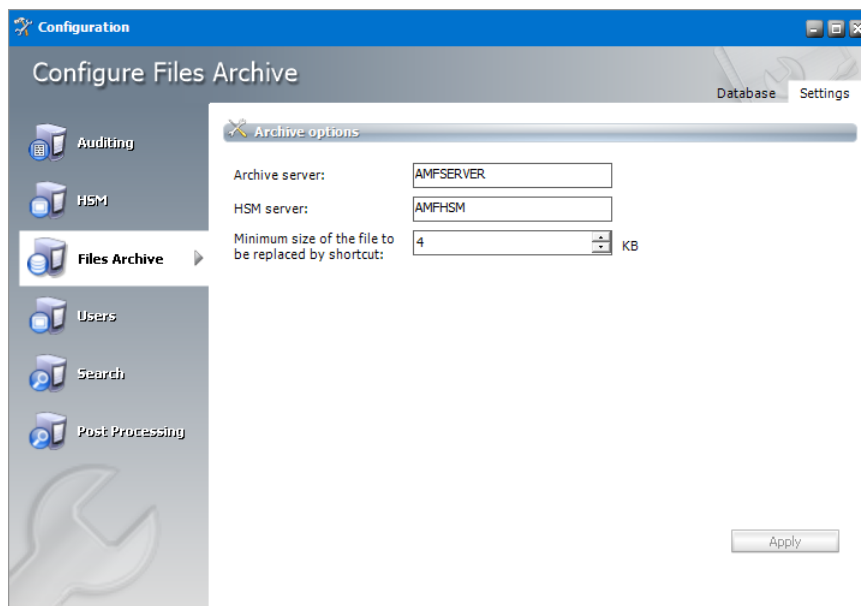 Configuration
Configure Files Archive
Database Settings
Auditing
HSM
Files Archive
Users
Search
Post Processing
Archive options
Archive server: AMFSERVER
HSM server: AMFHSM
Minimum size of the file to
be replaced by shortcut: 4 KB
Apply